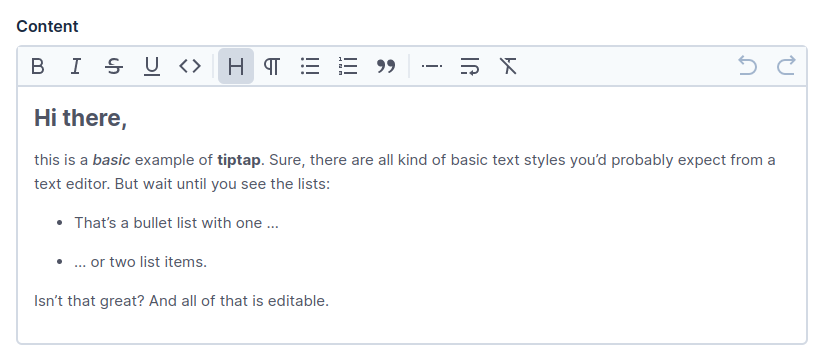 Content
Hi there,
this is a basic example of tiptap. Sure, there are all kind of basic text styles you’d probably expect from a
text editor. But wait until you see the lists:
• That’s a bullet list with one …
• … or two list items.
Isn’t that great? And all of that is editable.